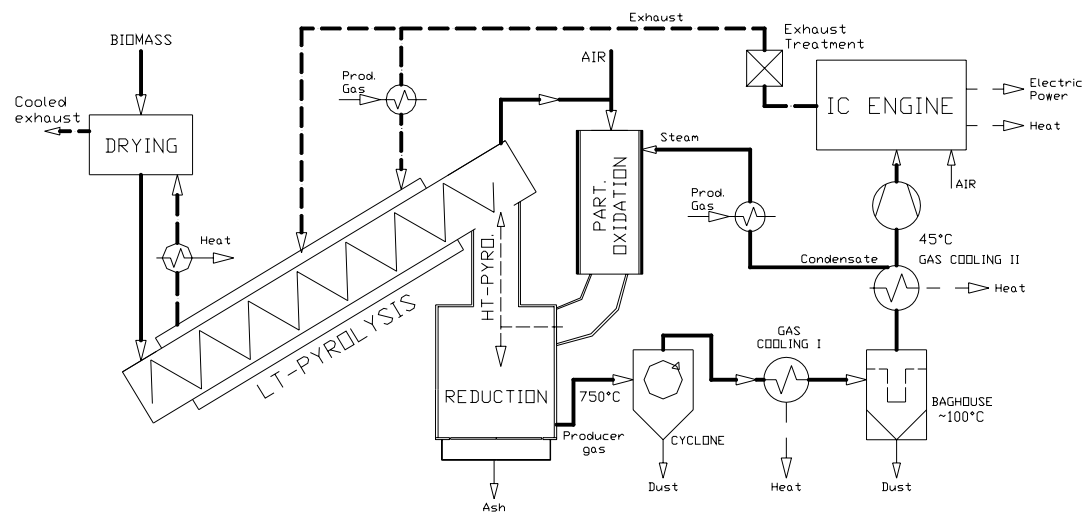 Exhaust
BIOMASS
Exhaust
Treatment
AIR
Prod.
Gas
IC ENGINE
Electric
Power
Heat
Cooled
exhaust
DRYING
Steam
PART.
OXIDATION
AIR
Prod.
Gas
Heat
HT-PYRO.
45°C
GAS COOLING II
Condensate
Heat
LT-PYROLYSIS
GAS
COOLING I
REDUCTION
750°C
BAGHOUSE
~100°C
Producer
gas
CYCLONE
Dust
Heat
Dust
Ash